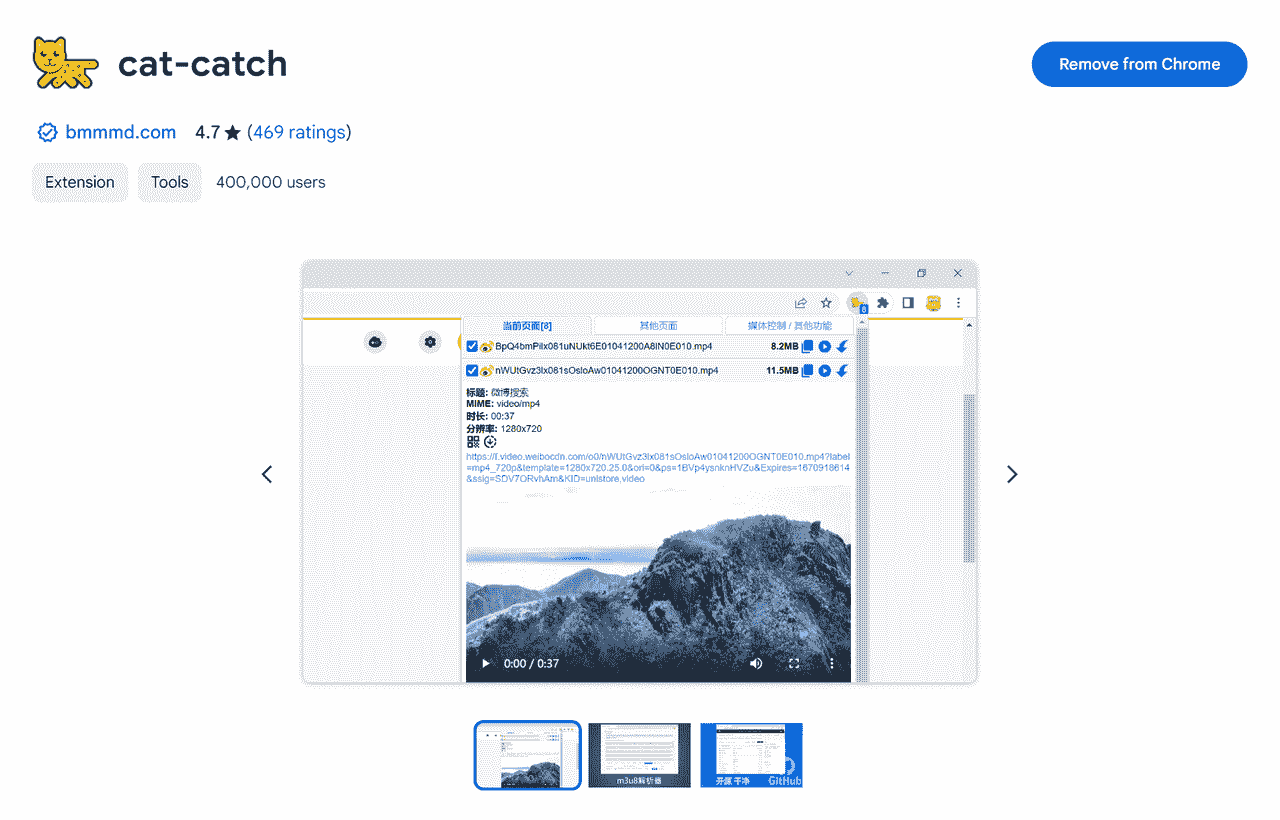 cat-catch
Remove from Chrome
bmmmd.com 4.7 ★ (469 ratings)
Extension Tools 400,000 users
8
当前页面[8] 其他页面 媒体控制 / 其他功能
BpQ4bmPilx081uNUkt6E01041200A8lN0E010.mp4 8.2MB
nWUtGvz3lx081sOsloAw01041200OGNT0E010.mp4 11.5MB
标题: 微博搜索
MIME: video/mp4
时长: 00:37
分辨率: 1280x720
https://f.video.weibocdn.com/o0/nWUtGvz3lx081sOsloAw01041200OGNT0E010.mp4?label
=mp4_720p&template=1280x720.25.0&ori=0&ps=1BVp4ysnknHVZu&Expires=1670918614
&ssig=SDV7ORvhAm&KID=unistore,video
0:00 / 0:37
m3u8解析器
开源 干净 GitHub